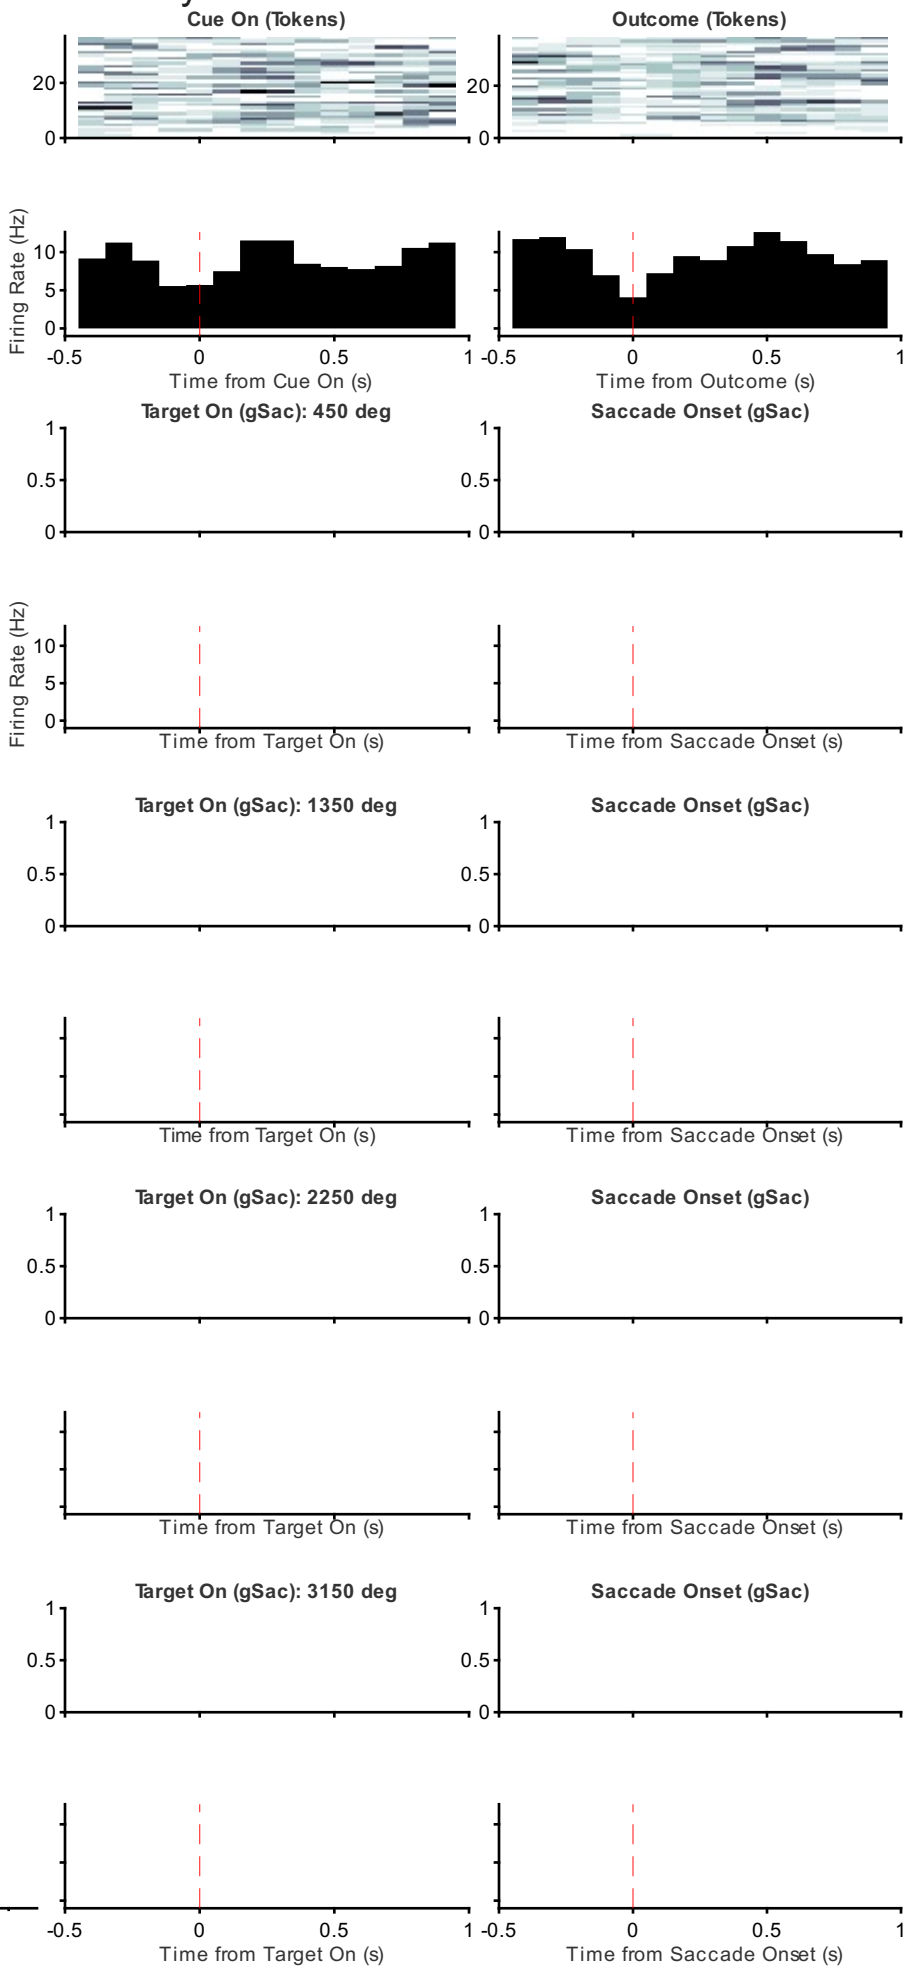 Cue On (Tokens) Outcome (Tokens)
20 20
0 0
Firing Rate (Hz)
10 10
5 5
0 0
-0.5 0 0.5 1 -0.5 0 0.5 1
Time from Cue On (s) Time from Outcome (s)
Target On (gSac): 450 deg Saccade Onset (gSac)
1 1
0.5 0.5
0 0
Firing Rate (Hz)
10
5
0
Time from Target On (s) Time from Saccade Onset (s)
Target On (gSac): 1350 deg Saccade Onset (gSac)
1 1
0.5 0.5
0 0
Time from Target On (s) Time from Saccade Onset (s)
Target On (gSac): 2250 deg Saccade Onset (gSac)
1 1
0.5 0.5
0 0
Time from Target On (s) Time from Saccade Onset (s)
Target On (gSac): 3150 deg Saccade Onset (gSac)
1 1
0.5 0.5
0 0
-0.5 0 0.5 1 -0.5 0 0.5 1
Time from Target On (s) Time from Saccade Onset (s)